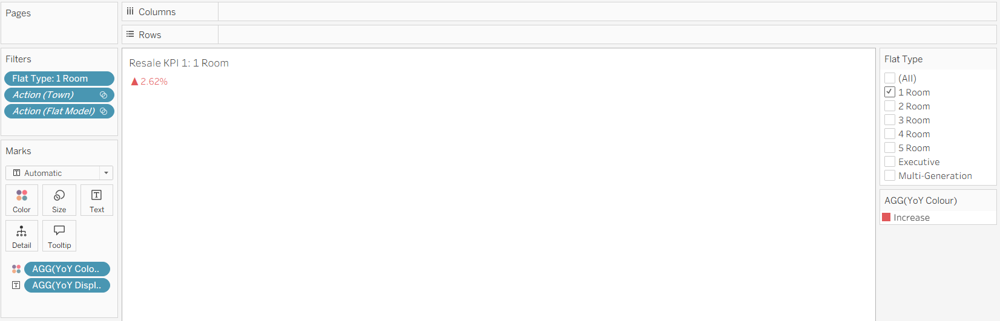 Pages
Columns
Rows
Filters
Flat Type: 1 Room
Action (Town)
Action (Flat Model)
Marks
Automatic
Color
Size
Text
Detail
Tooltip
AGG(YoY Colo..
AGG(YoY Displ..
Resale KPI 1: 1 Room
▲ 2.62%
Flat Type
(All)
1 Room
2 Room
3 Room
4 Room
5 Room
Executive
Multi-Generation
AGG(YoY Colour)
Increase